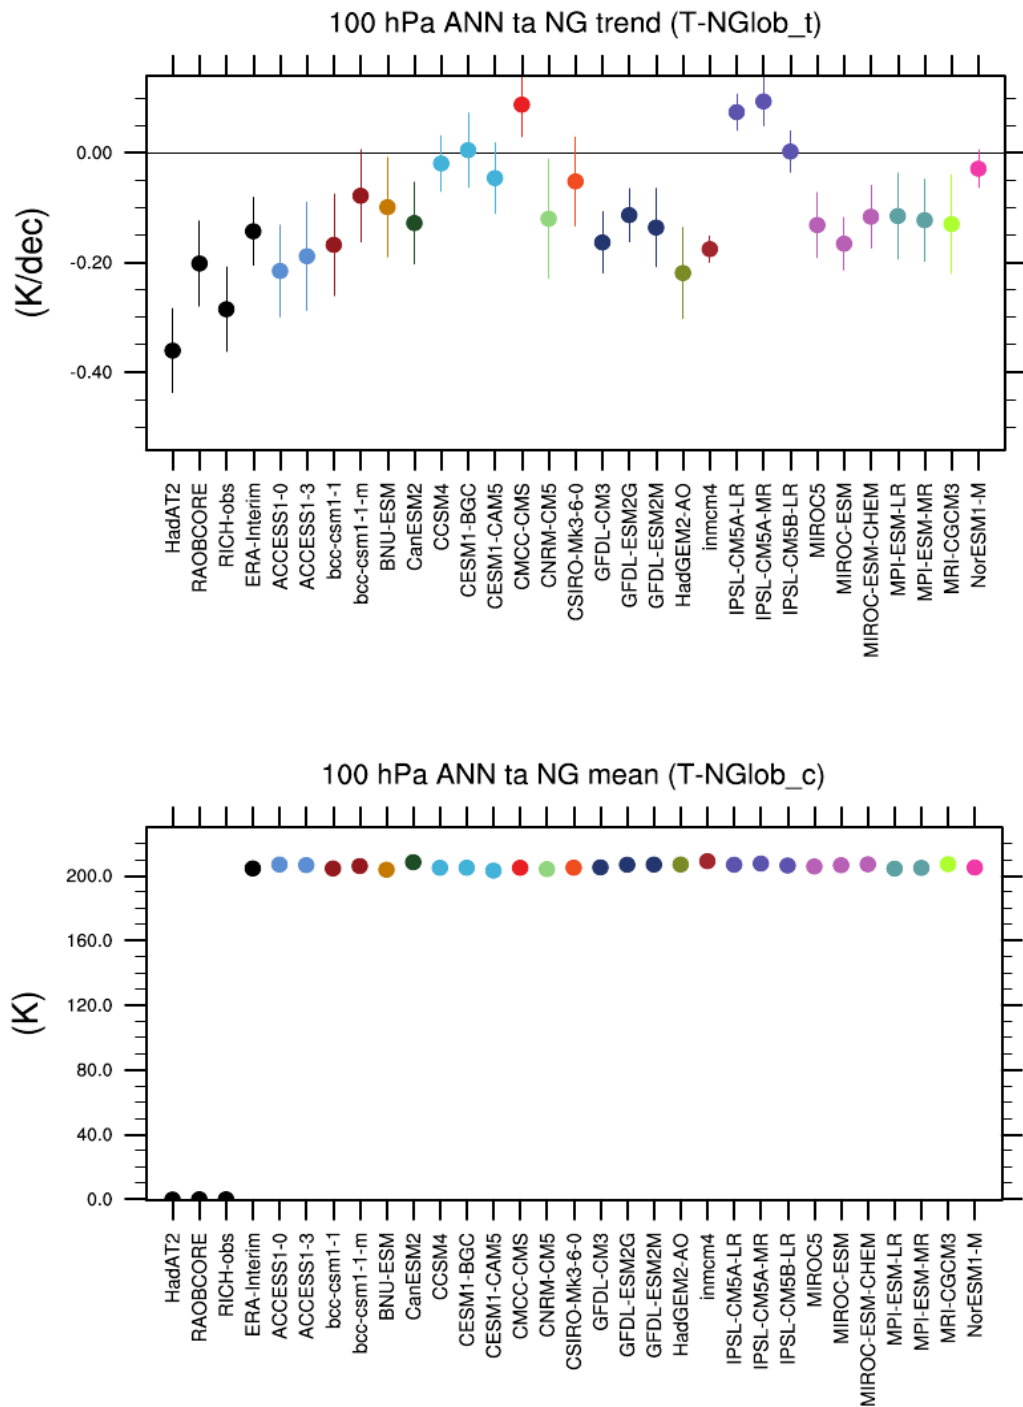 100 hPa ANN ta NG trend (T-NGlob_t)
(K/dec)
0.00
-0.20
-0.40
HadAT2
RAOBCORE
RICH-obs
ERA-Interim
ACCESS1-0
ACCESS1-3
bcc-csm1-1
bcc-csm1-1-m
BNU-ESM
CanESM2
CCSM4
CESM1-BGC
CESM1-CAM5
CMCC-CMS
CNRM-CM5
CSIRO-Mk3-6-0
GFDL-CM3
GFDL-ESM2G
GFDL-ESM2M
HadGEM2-AO
inmcm4
IPSL-CM5A-LR
IPSL-CM5A-MR
IPSL-CM5B-LR
MIROC5
MIROC-ESM
MIROC-ESM-CHEM
MPI-ESM-LR
MPI-ESM-MR
MRI-CGCM3
NorESM1-M
100 hPa ANN ta NG mean (T-NGlob_c)
(K)
200.0
160.0
120.0
80.0
40.0
0.0
HadAT2
RAOBCORE
RICH-obs
ERA-Interim
ACCESS1-0
ACCESS1-3
bcc-csm1-1
bcc-csm1-1-m
BNU-ESM
CanESM2
CCSM4
CESM1-BGC
CESM1-CAM5
CMCC-CMS
CNRM-CM5
CSIRO-Mk3-6-0
GFDL-CM3
GFDL-ESM2G
GFDL-ESM2M
HadGEM2-AO
inmcm4
IPSL-CM5A-LR
IPSL-CM5A-MR
IPSL-CM5B-LR
MIROC5
MIROC-ESM
MIROC-ESM-CHEM
MPI-ESM-LR
MPI-ESM-MR
MRI-CGCM3
NorESM1-M